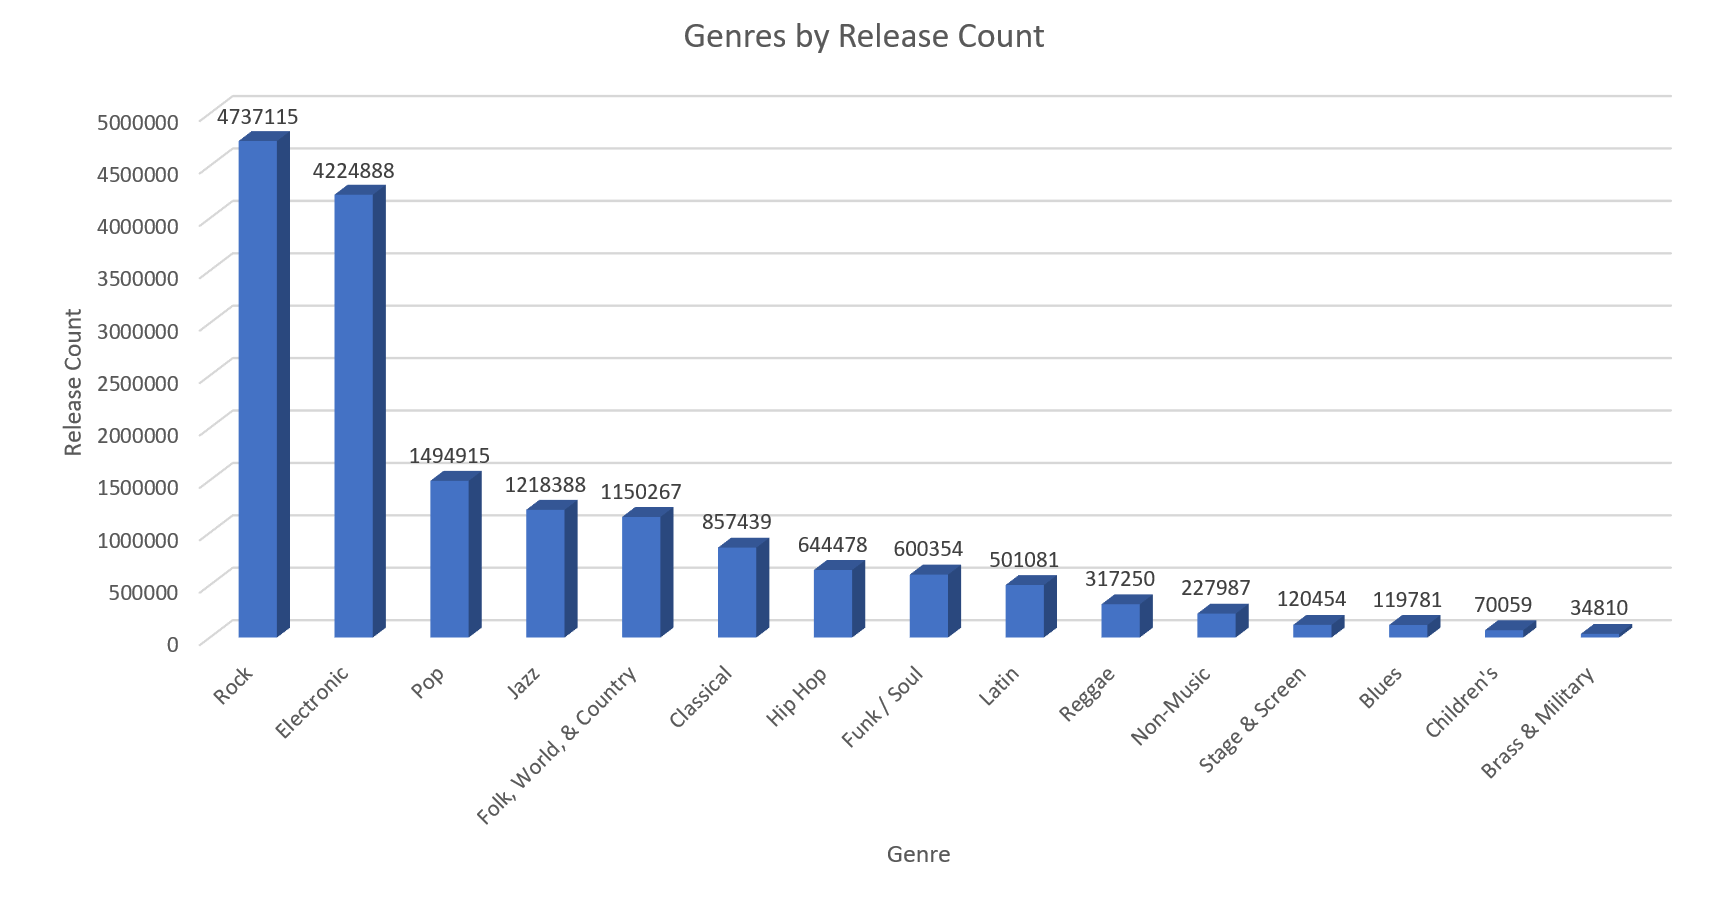 Genres by Release Count
Release Count
5000000
4500000
4000000
3500000
3000000
2500000
2000000
1500000
1000000
500000
0
4737115
4224888
1494915
1218388
1150267
857439
644478
600354
501081
317250
227987
120454
119781
70059
34810
Rock
Electronic
Pop
Jazz
Folk, World, & Country
Classical
Hip Hop
Funk / Soul
Latin
Reggae
Non-Music
Stage & Screen
Blues
Children's
Brass & Military
Genre